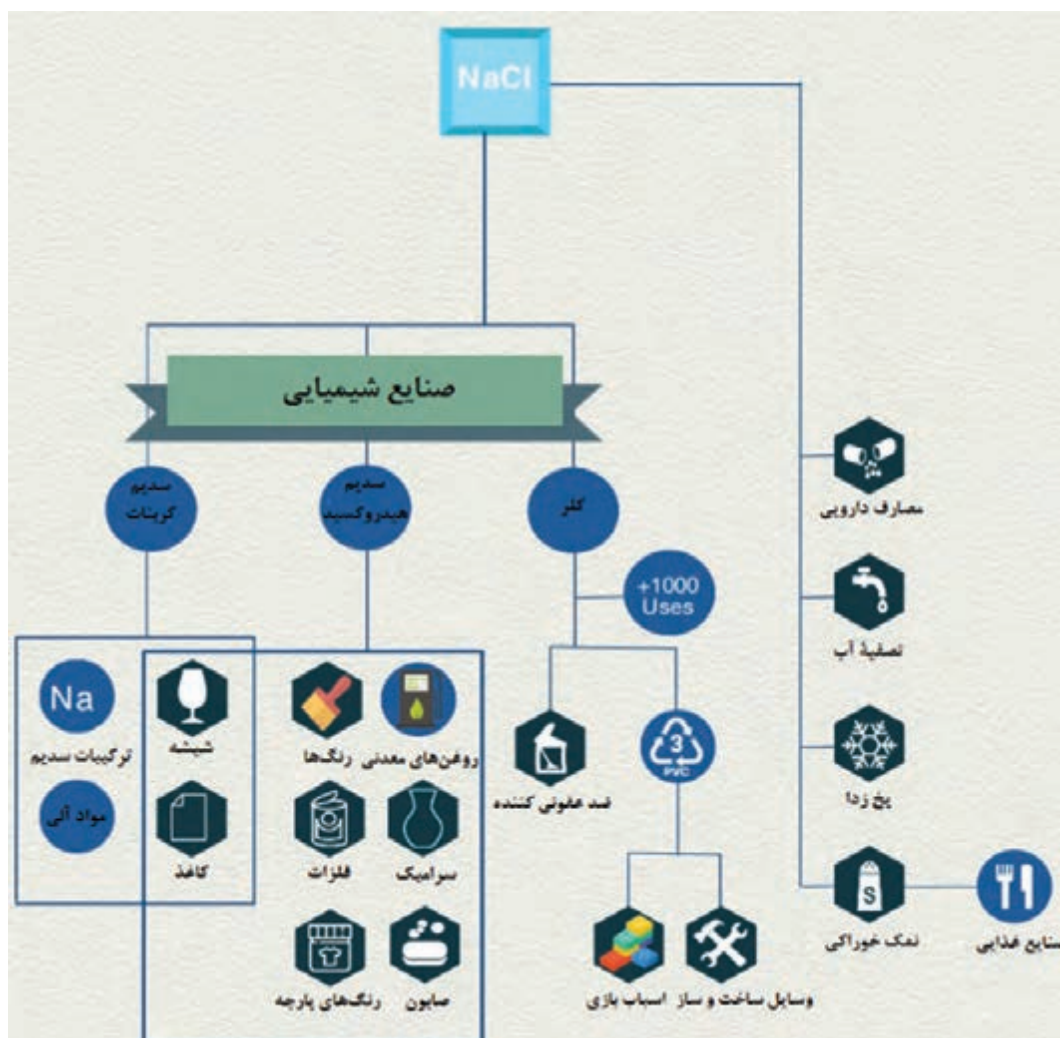 NaCl
صنایع شیمیایی
سدیم
کربنات
سدیم
هیدروکسید
کلر
+1000
Uses
مصارف دارویی
تصفیهٔ آب
یخ زدا
نمک خوراکی
S
صنایع غذایی
ضد عفونی کننده
3
PVC
وسایل ساخت و ساز
اسباب بازی
روغن‌های معدنی
رنگ‌ها
سرامیک
فلزات
صابون
رنگ‌های پارچه
شیشه
کاغذ
Na
ترکیبات سدیم
مواد آلی